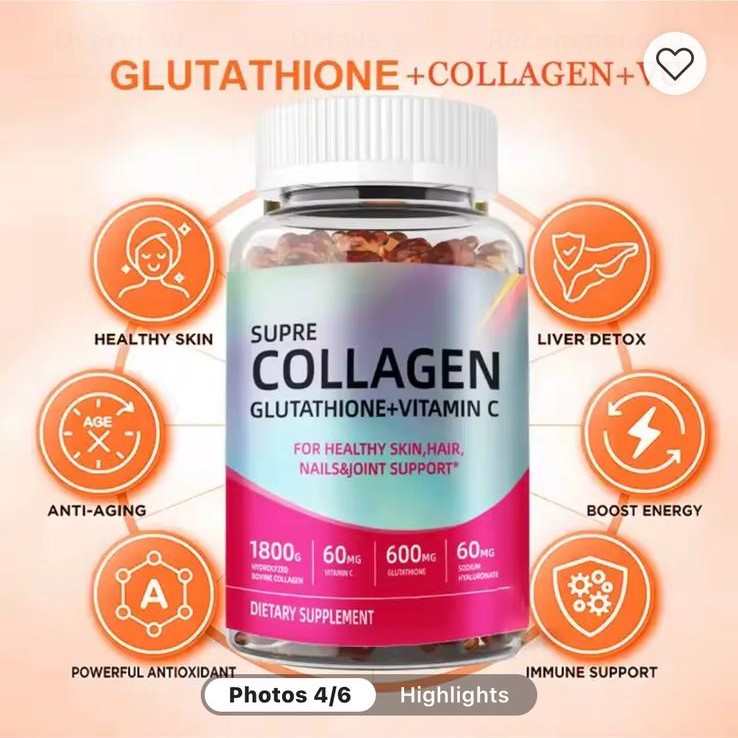 GLUTATHIONE +COLLAGEN+V
SUPRE
COLLAGEN
GLUTATHIONE+VITAMIN C
FOR HEALTHY SKIN,HAIR,
NAILS&JOINT SUPPORT*
1800G
HYDROLYZED
BOVINE COLLAGEN
60MG
VITAMIN C
600MG
GLUTATHIONE
60MG
SODIUM
HYALURONATE
DIETARY SUPPLEMENT
HEALTHY SKIN
AGE
ANTI-AGING
A
POWERFUL ANTIOXIDANT
LIVER DETOX
BOOST ENERGY
IMMUNE SUPPORT
Photos 4/6
Highlights